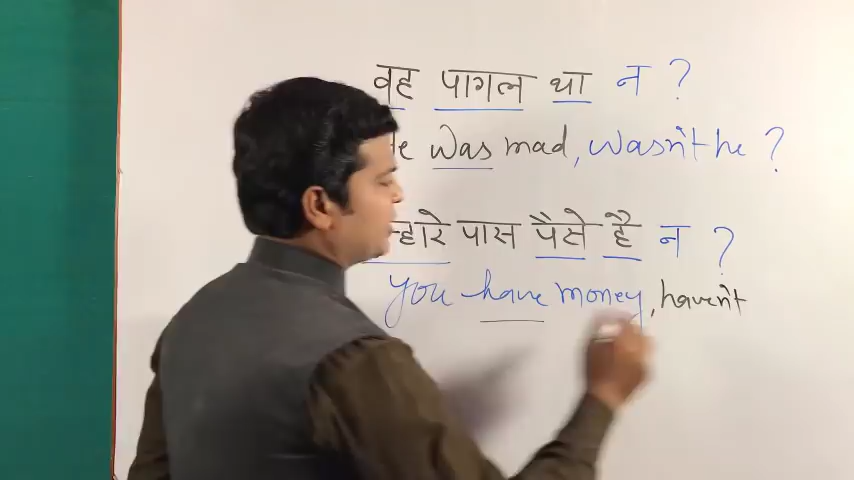 वह पागल था न ?
was mad, wasn't he ?
पास पैसे है न ?
you have money, haven't